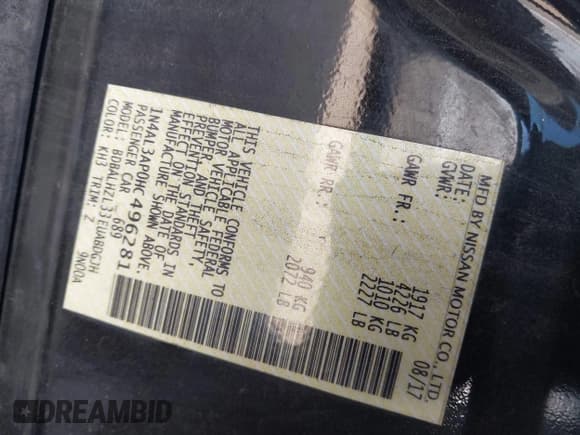 MFD BY NISSAN MOTOR CO., LTD.
DATE: 08/17
GVWR: 1917 KG
4226 LB
GAWR FR.: 1010 KG
2227 LB
GAWR RR.: 940 KG
2072 LB
THIS VEHICLE CONFORMS TO
ALL APPLICABLE FEDERAL
MOTOR VEHICLE SAFETY,
BUMPER, AND THEFT
PREVENTION STANDARDS IN
EFFECT ON THE DATE OF
MANUFACTURE SHOWN ABOVE.
1N4AL3AP0HC496281
PASSENGER CAR 689
MODEL: BDBALHZL33EUABDGJH
COLOR: KH3 TRIM: Z 9N00A
DREAMBID